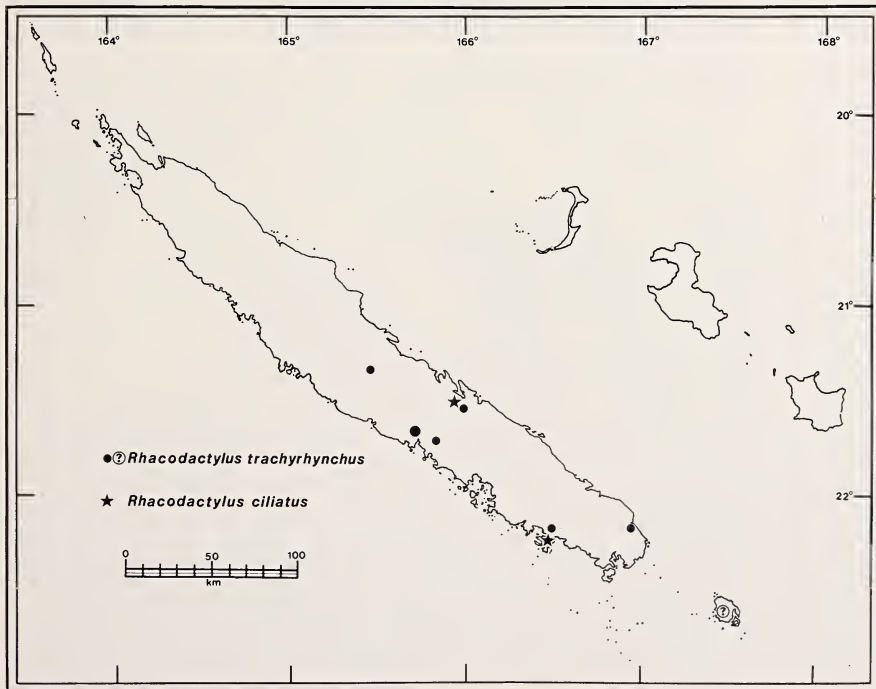 164° 165° 166° 167° 168°
20°
21°
22°
● ? Rhacodactylus trachyrhynchus
★ Rhacodactylus ciliatus
0 50 100
km
?